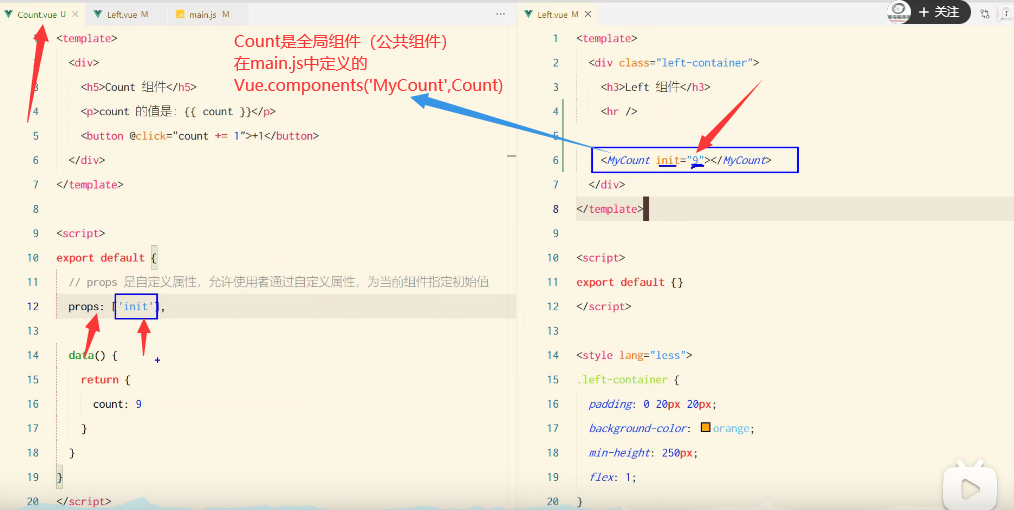 Count.vue U
Left.vue M
main.js M
Left.vue M
+ 关注
Count是全局组件（公共组件）
在main.js中定义的
Vue.components('MyCount',Count)
<template>
<div>
3 <h5>Count 组件</h5>
4 <p>count 的值是：{{ count }}</p>
5 <button @click="count += 1">+1</button>
6 </div>
7 </template>
8
9 <script>
10 export default {
11 // props 是自定义属性，允许使用者通过自定义属性，为当前组件指定初始值
12 props: ['init'],
13
14 data() {
15 return {
16 count: 9
17 }
18 }
19 }
20 </script>
1 <template>
2 <div class="left-container">
3 <h3>Left 组件</h3>
4 <hr />
5
6 <MyCount init="9"></MyCount>
7 </div>
8 </template>
9
10 <script>
11 export default {}
12 </script>
13
14 <style lang="less">
15 .left-container {
16 padding: 0 20px 20px;
17 background-color: orange;
18 min-height: 250px;
19 flex: 1;
20 }